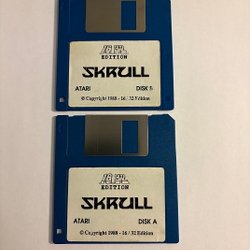 EDITION
SKRULL
ATARI DISK B
© Copyright 1988 - 16 / 32 Edition
EDITION
SKRULL
ATARI DISK A
© Copyright 1988 - 16 / 32 Edition